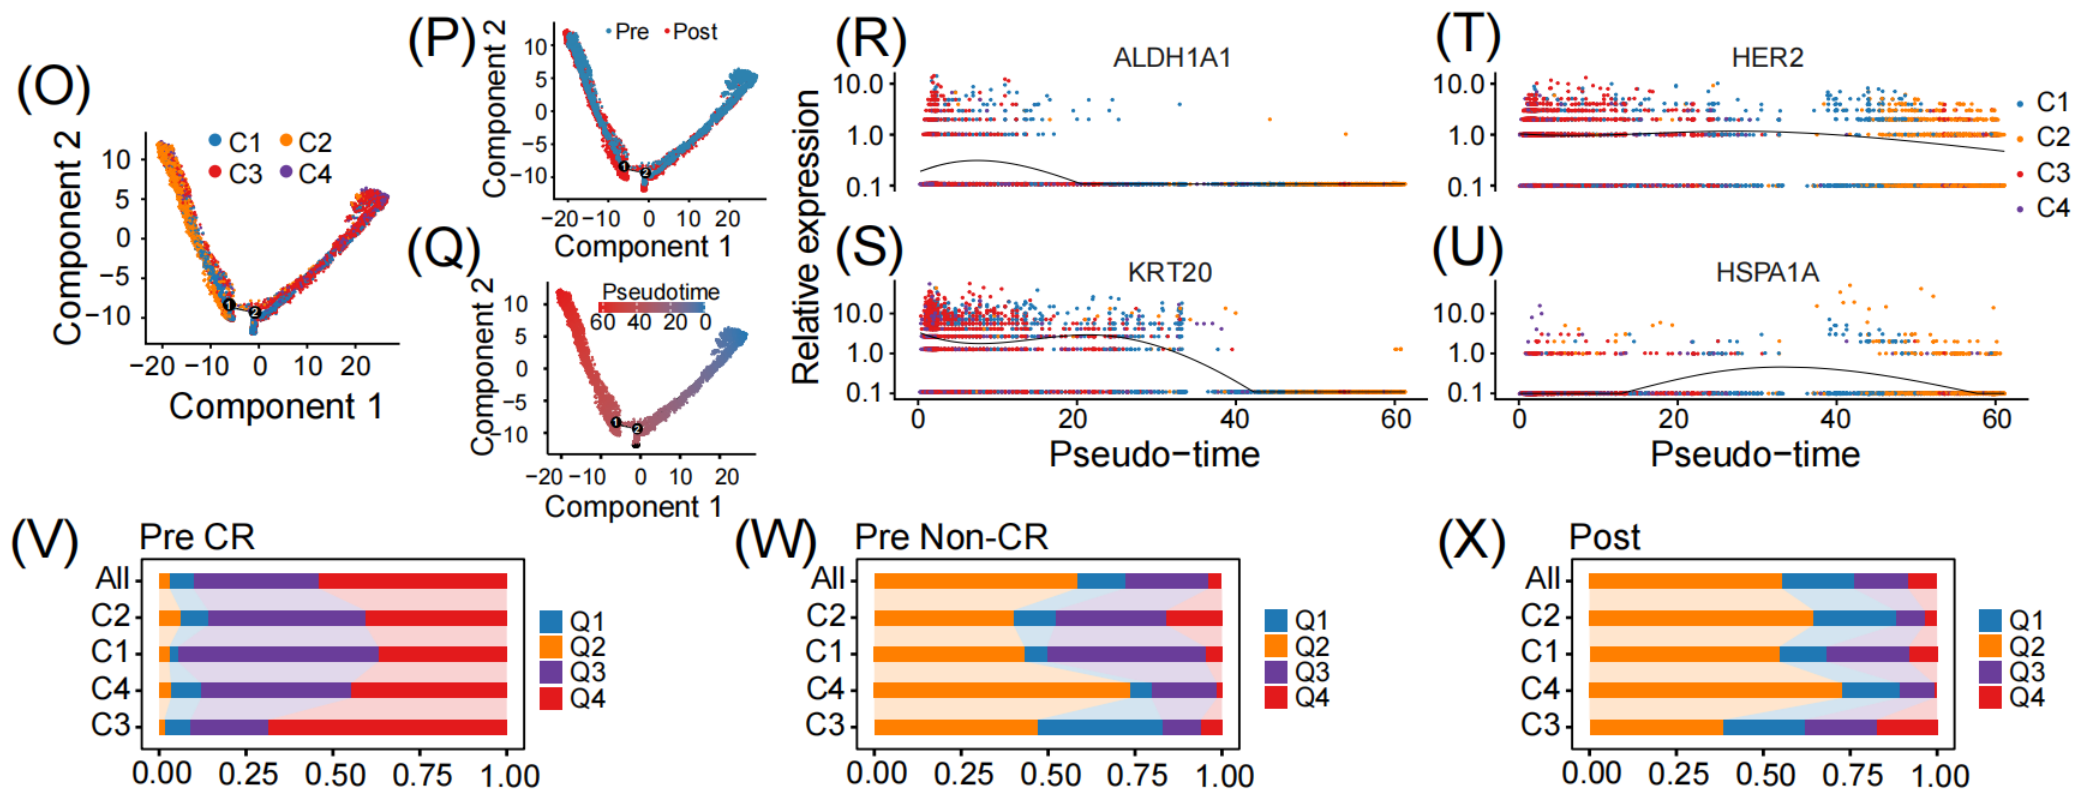 (O)
C1 C2
C3 C4
Component 2
10
5
0
−5
−10
−20 −10 0 10 20
Component 1
(P)
Pre Post
Component 2
10
5
0
−5
−10
−20 −10 0 10 20
Component 1
(Q)
Pseudotime
60 40 20 0
Component 2
10
5
0
−5
−10
1 2
−20 −10 0 10 20
Component 1
Relative expression
(R)
ALDH1A1
10.0
1.0
0.1
(S)
KRT20
10.0
1.0
0.1
0 20 40 60
Pseudo−time
(T)
HER2
10.0
1.0
0.1
C1
C2
C3
C4
(U)
HSPA1A
10.0
1.0
0.1
0 20 40 60
Pseudo−time
(V)
Pre CR
All
C2
C1
C4
C3
0.00 0.25 0.50 0.75 1.00
Q1
Q2
Q3
Q4
(W)
Pre Non-CR
All
C2
C1
C4
C3
0.00 0.25 0.50 0.75 1.00
Q1
Q2
Q3
Q4
(X)
Post
All
C2
C1
C4
C3
0.00 0.25 0.50 0.75 1.00
Q1
Q2
Q3
Q4